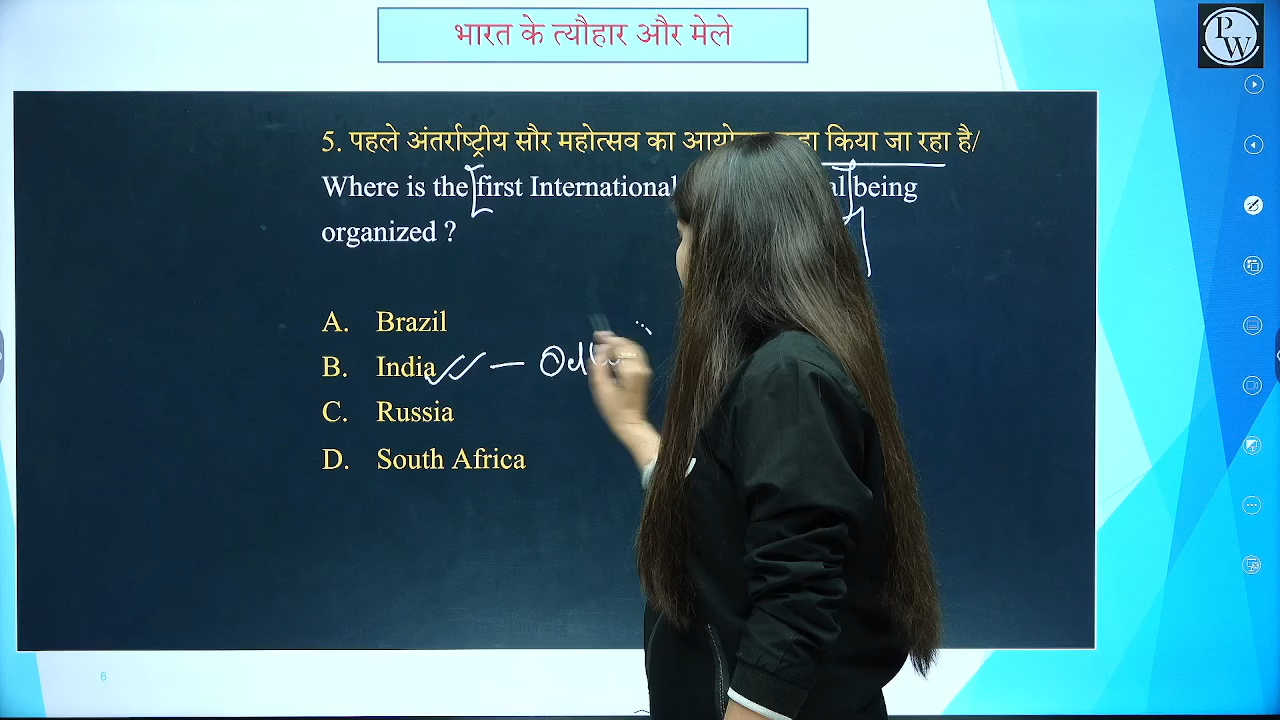 भारत के त्यौहार और मेले
PW
5. पहले अंतर्राष्ट्रीय सौर महोत्सव का किया जा रहा है/
Where is the first International being
organized ?
A. Brazil
B. India
C. Russia
D. South Africa
6